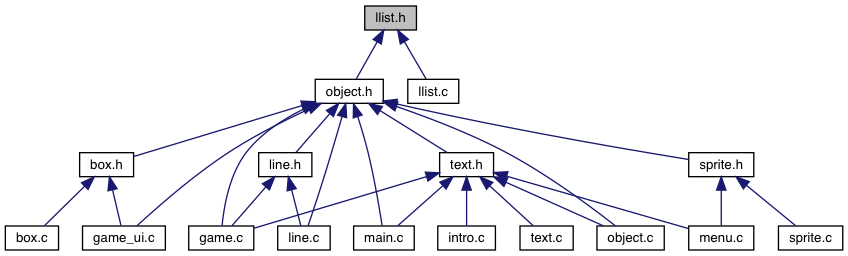 llist.h
object.h
llist.c
box.h
line.h
text.h
sprite.h
box.c
game_ui.c
game.c
line.c
main.c
intro.c
text.c
object.c
menu.c
sprite.c